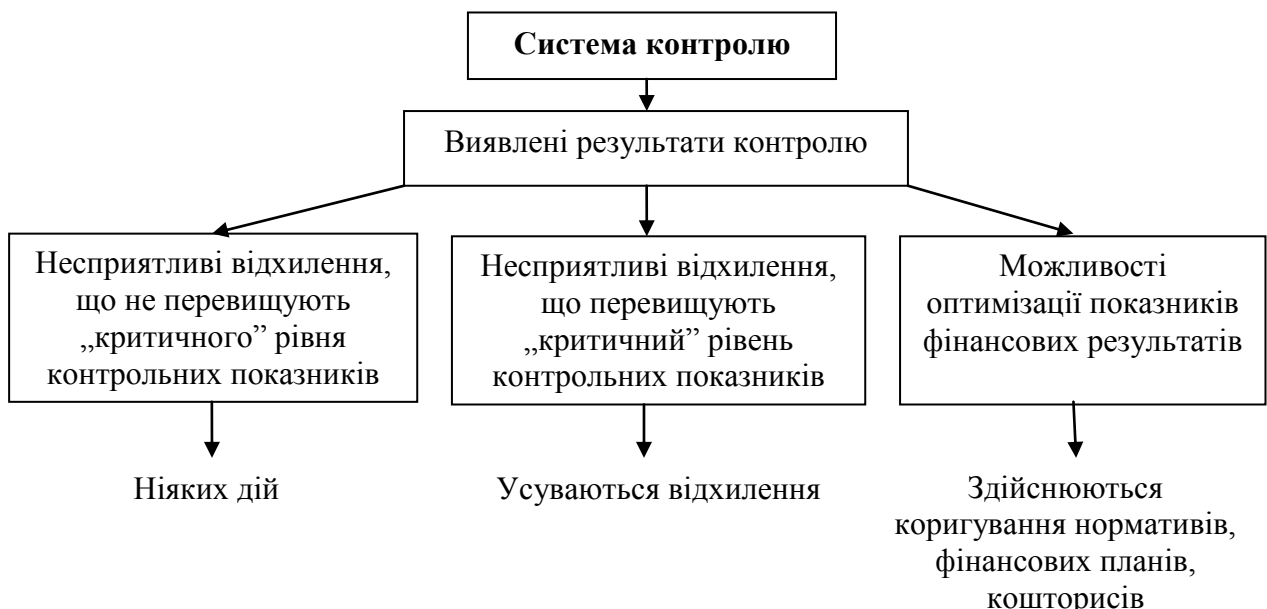 Система контролю
Виявлені результати контролю
Несприятливі відхилення,
що не перевищують
„критичного” рівня
контрольних показників
Несприятливі відхилення,
що перевищують
„критичний” рівень
контрольних показників
Можливості
оптимізації показників
фінансових результатів
Ніяких дій
Усуваються відхилення
Здійснюються
коригування нормативів,
фінансових планів,
кошторисів